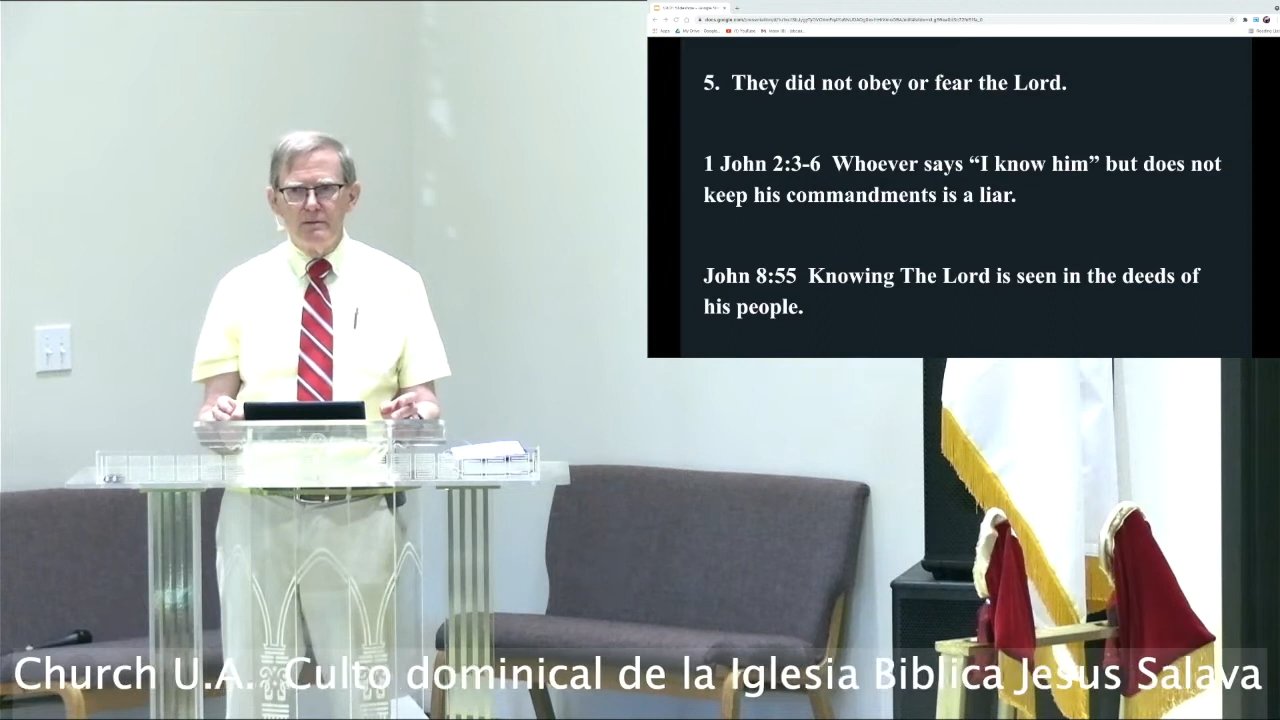 5. They did not obey or fear the Lord.
1 John 2:3-6 Whoever says “I know him” but does not
keep his commandments is a liar.
John 8:55 Knowing The Lord is seen in the deeds of
his people.
Church U.A. Culto dominical de la Iglesia Biblica Jesus Salava